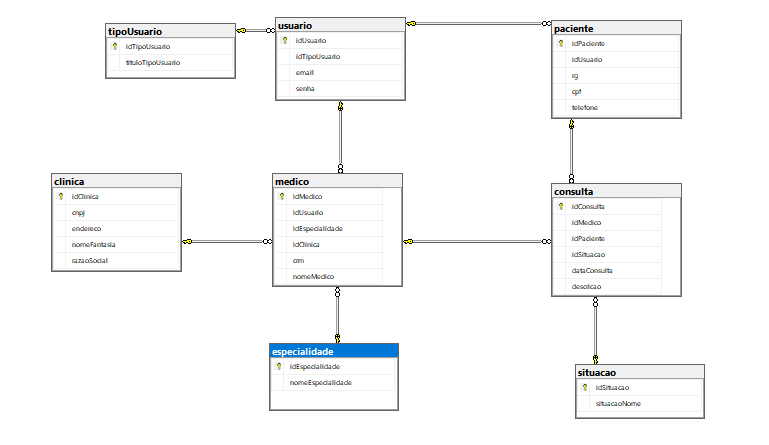 tipoUsuario
idTipoUsuario
tituloTipoUsuario
usuario
idUsuario
idTipoUsuario
email
senha
paciente
idPaciente
idUsuario
rg
cpf
telefone
clinica
idClinica
cnpj
endereco
nomeFantasia
razaoSocial
medico
idMedico
idUsuario
idEspecialidade
idClinica
crm
nomeMedico
consulta
idConsulta
idMedico
idPaciente
idSituacao
dataConsulta
descricao
especialidade
idEspecialidade
nomeEspecialidade
situacao
idSituacao
situacaoNome